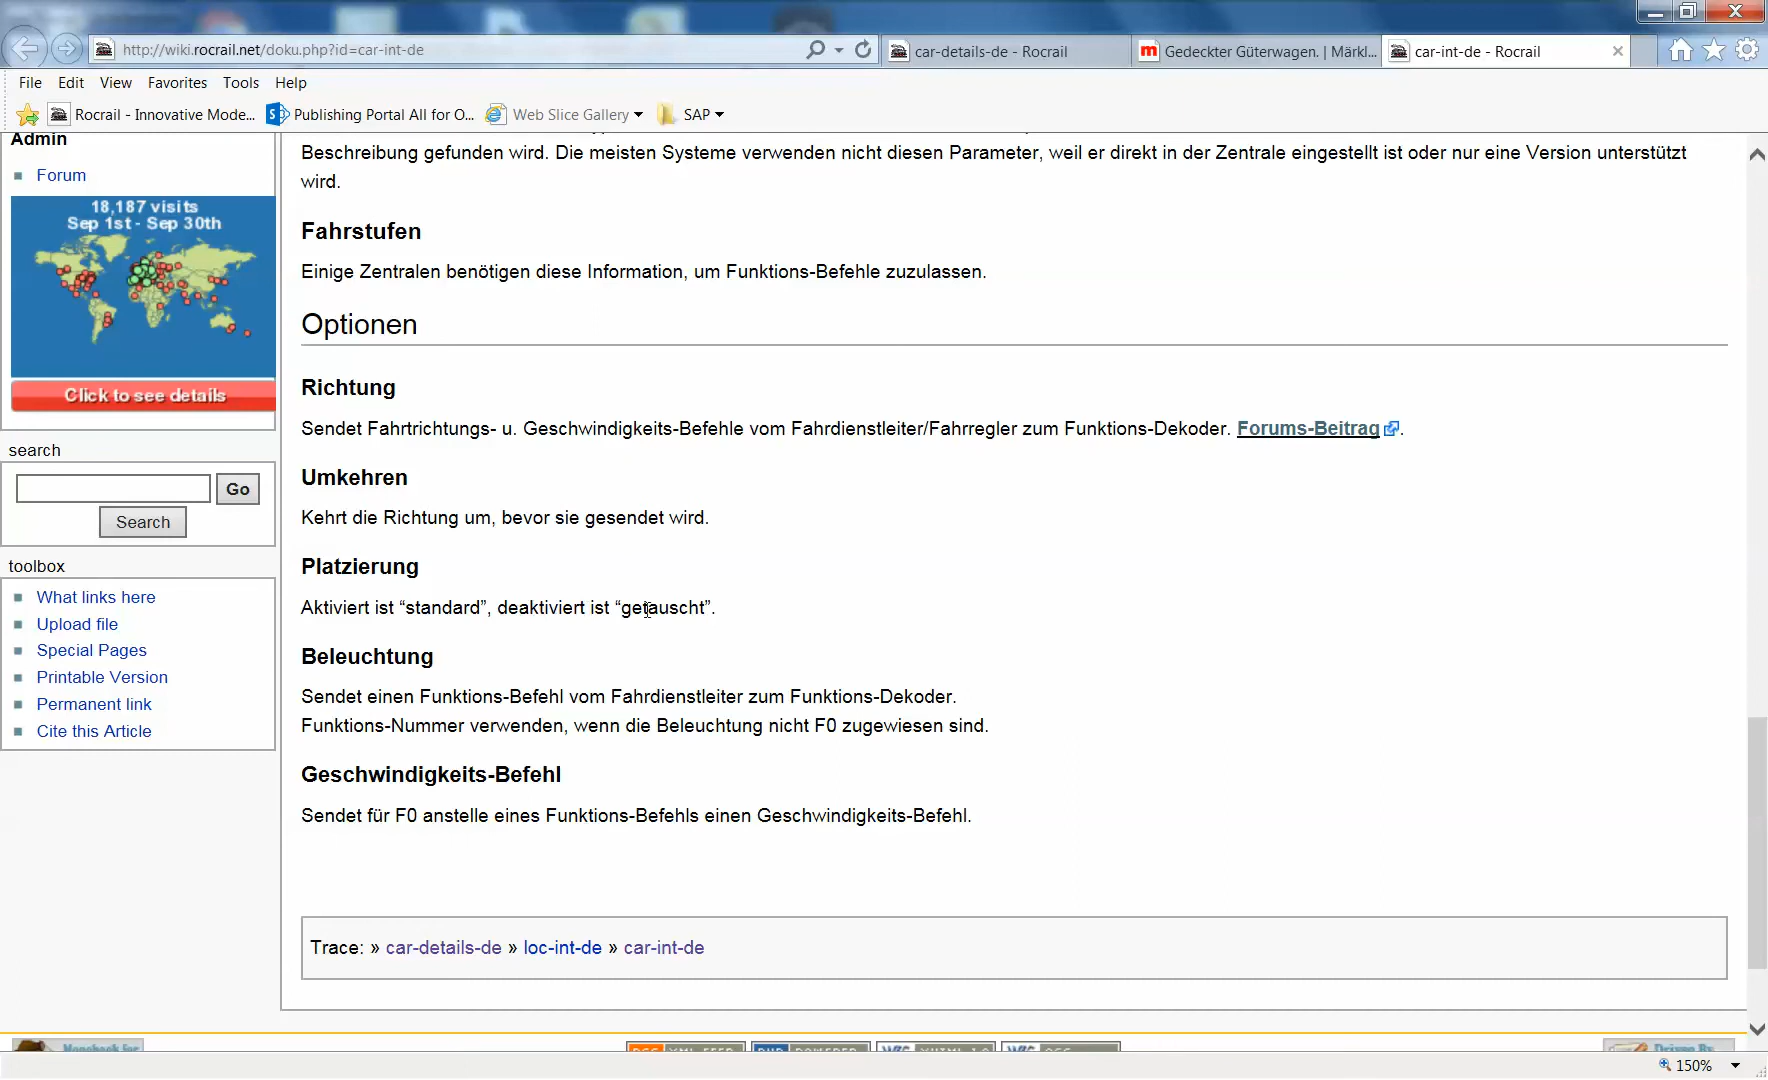 http://wiki.rocrail.net/doku.php?id=car-int-de
car-details-de - Rocrail
Gedeckter Güterwagen. | Märkl...
car-int-de - Rocrail
File Edit View Favorites Tools Help
Rocrail - Innovative Mode... Publishing Portal All for O... Web Slice Gallery SAP
Admin
Forum
18,187 visits
Sep 1st - Sep 30th
Click to see details
search
Go
Search
toolbox
What links here
Upload file
Special Pages
Printable Version
Permanent link
Cite this Article
Beschreibung gefunden wird. Die meisten Systeme verwenden nicht diesen Parameter, weil er direkt in der Zentrale eingestellt ist oder nur eine Version unterstützt
wird.
Fahrstufen
Einige Zentralen benötigen diese Information, um Funktions-Befehle zuzulassen.
Optionen
Richtung
Sendet Fahrtrichtungs- u. Geschwindigkeits-Befehle vom Fahrdienstleiter/Fahrregler zum Funktions-Dekoder. Forums-Beitrag.
Umkehren
Kehrt die Richtung um, bevor sie gesendet wird.
Platzierung
Aktiviert ist “standard”, deaktiviert ist “getauscht”.
Beleuchtung
Sendet einen Funktions-Befehl vom Fahrdienstleiter zum Funktions-Dekoder.
Funktions-Nummer verwenden, wenn die Beleuchtung nicht F0 zugewiesen sind.
Geschwindigkeits-Befehl
Sendet für F0 anstelle eines Funktions-Befehls einen Geschwindigkeits-Befehl.
Trace: » car-details-de » loc-int-de » car-int-de
150%